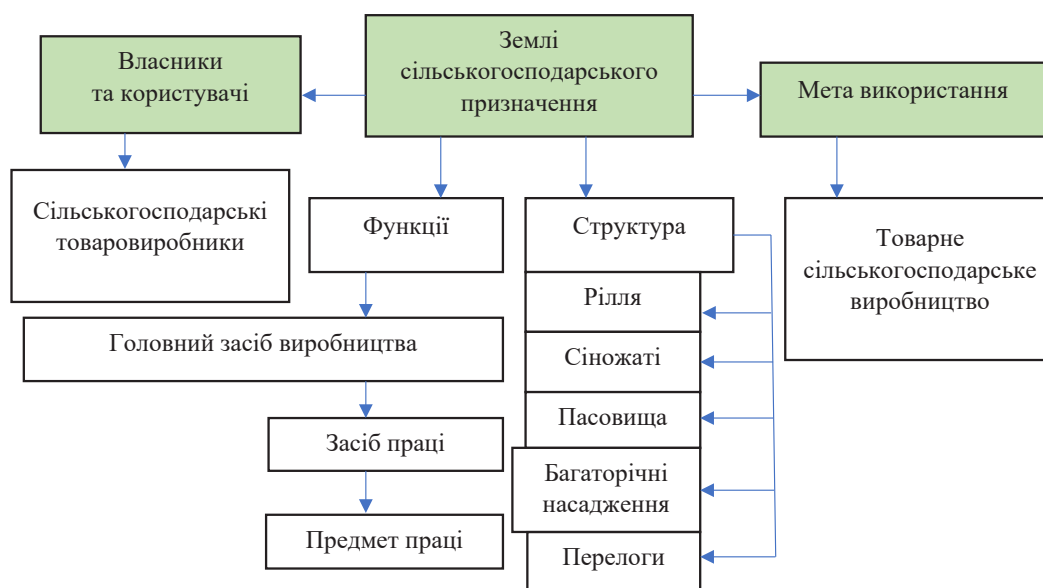 Власники
та користувачі
Землі
сільськогосподарського
призначення
Мета використання
Сільськогосподарські
товаровиробники
Функції
Структура
Товарне
сільськогосподарське
виробництво
Рілля
Головний засіб виробництва
Сіножаті
Пасовища
Засіб праці
Багаторічні
насадження
Предмет праці
Перелоги